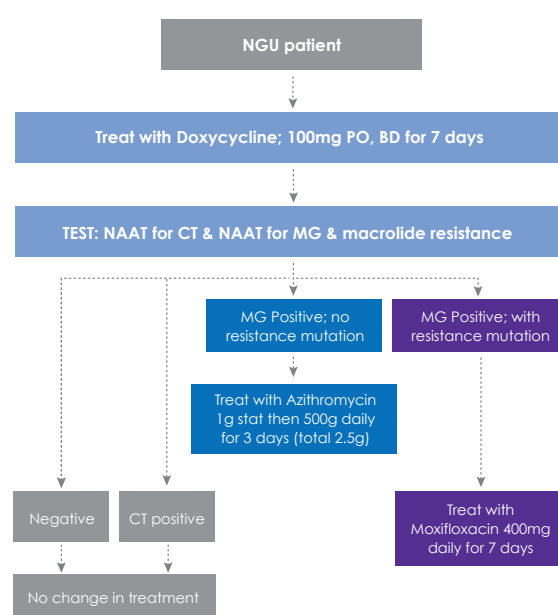 NGU patient
Treat with Doxycycline; 100mg PO, BD for 7 days
TEST: NAAT for CT & NAAT for MG & macrolide resistance
MG Positive; no
resistance mutation
MG Positive; with
resistance mutation
Treat with Azithromycin
1g stat then 500g daily
for 3 days (total 2.5g)
Negative
CT positive
Treat with
Moxifloxacin 400mg
daily for 7 days
No change in treatment